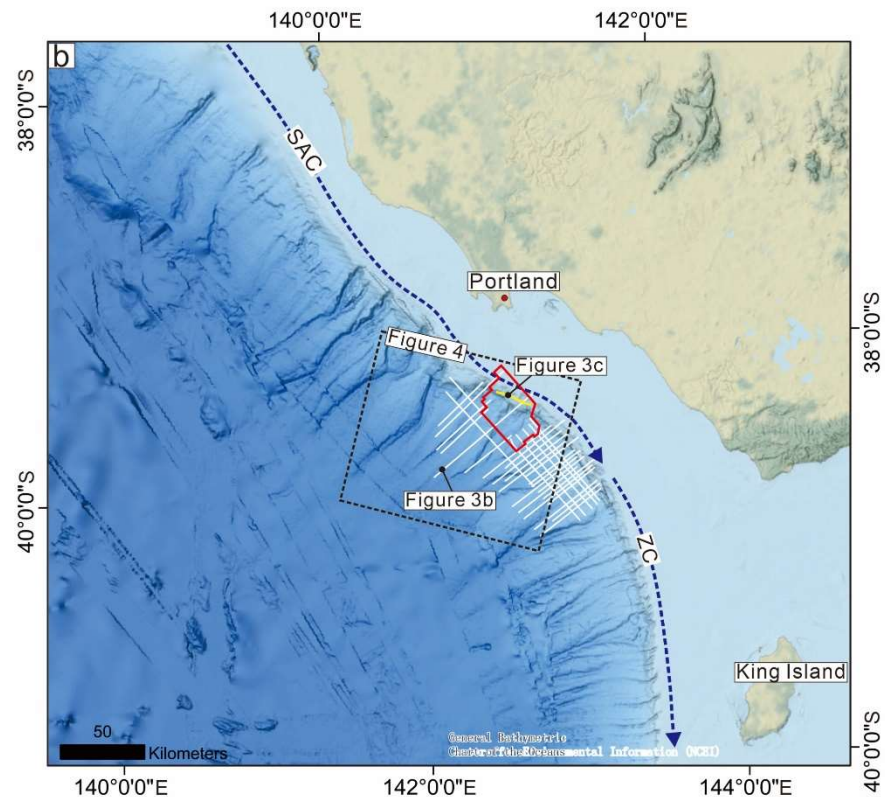 140°0'0"E
142°0'0"E
b
38°0'0"S
SAC
Portland
38°0'0"S
Figure 4
Figure 3c
Figure 3b
40°0'0"S
ZC
King Island
50
Kilometers
General Bathymetric
40°0'0"S
140°0'0"E
142°0'0"E
144°0'0"E